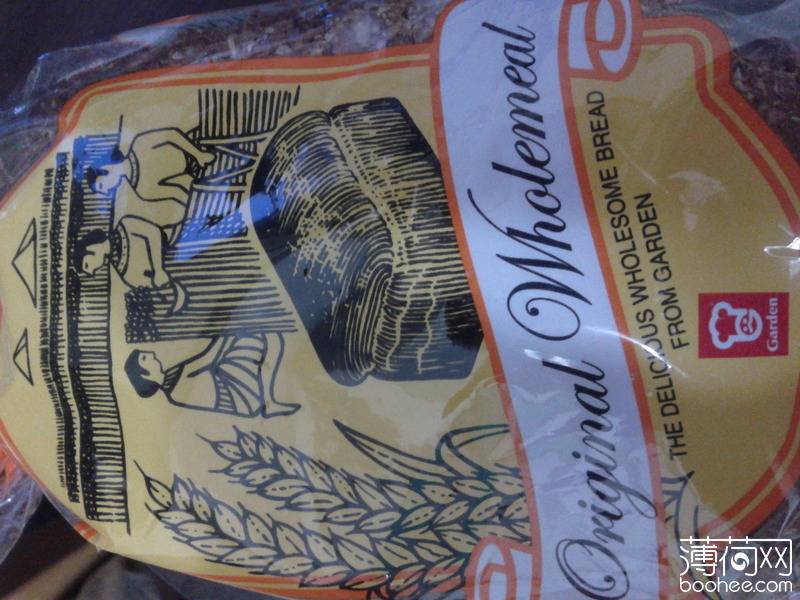 Original Wholemeal
THE DELICIOUS WHOLESOME BREAD
FROM GARDEN
Garden
薄荷网
boohee.com